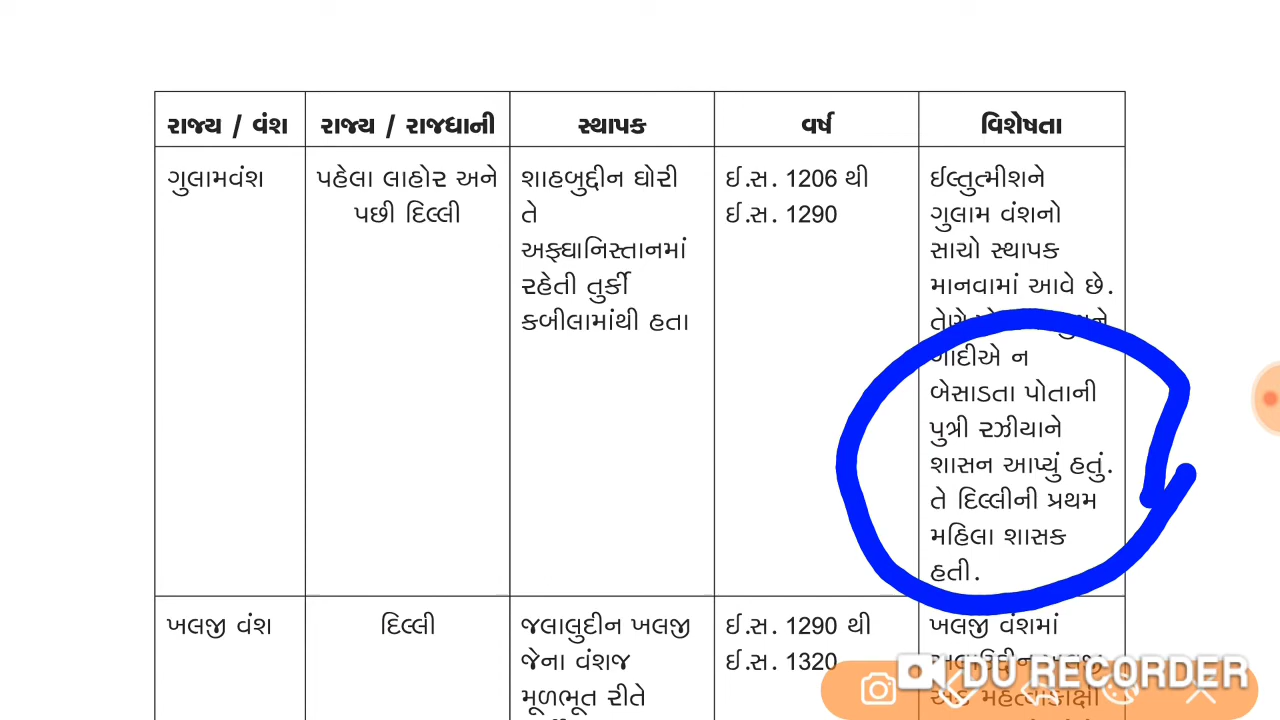 રાજ્ય / વંશ
રાજ્ય / રાજધાની
સ્થાપક
વર્ષ
વિશેષતા
ગુલામવંશ
પહેલા લાહોર અને
પછી દિલ્લી
શાહબુદ્દીન ઘોરી
તે
અફઘાનિસ્તાનમાં
રહેતી તુર્કી
કબીલામાંથી હતા
ઈ.સ. 1206 થી
ઈ.સ. 1290
ઈલ્તુત્મીશને
ગુલામ વંશનો
સાચો સ્થાપક
માનવામાં આવે છે.
ગાદીએ ન
બેસાડતા પોતાની
પુત્રી રઝીયાને
શાસન આપ્યું હતું.
તે દિલ્લીની પ્રથમ
મહિલા શાસક
હતી.
ખલજી વંશ
દિલ્લી
જલાલુદીન ખલજી
જેના વંશજ
મૂળભૂત રીતે
ઈ.સ. 1290 થી
ઈ.સ. 1320
ખલજી વંશમાં
DU RECORDER